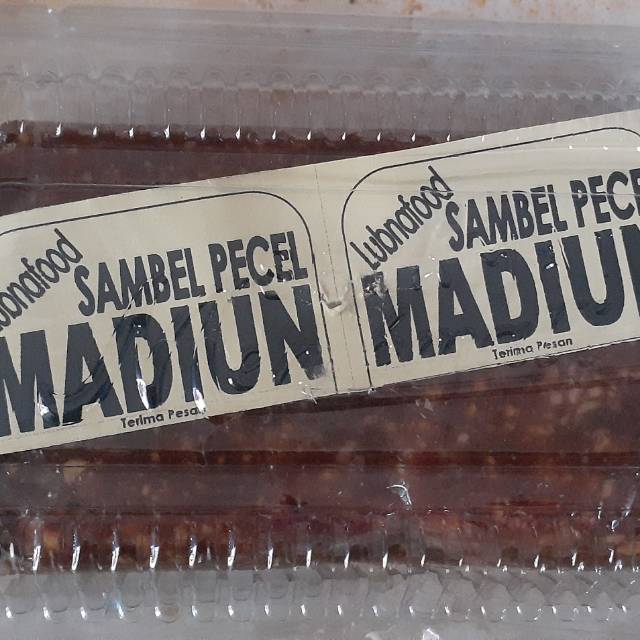 Lubnafood
SAMBEL PECEL
MADIUN
Terima Pesan
Lubnafood
SAMBEL PECE
MADIUN
Terima Pesan